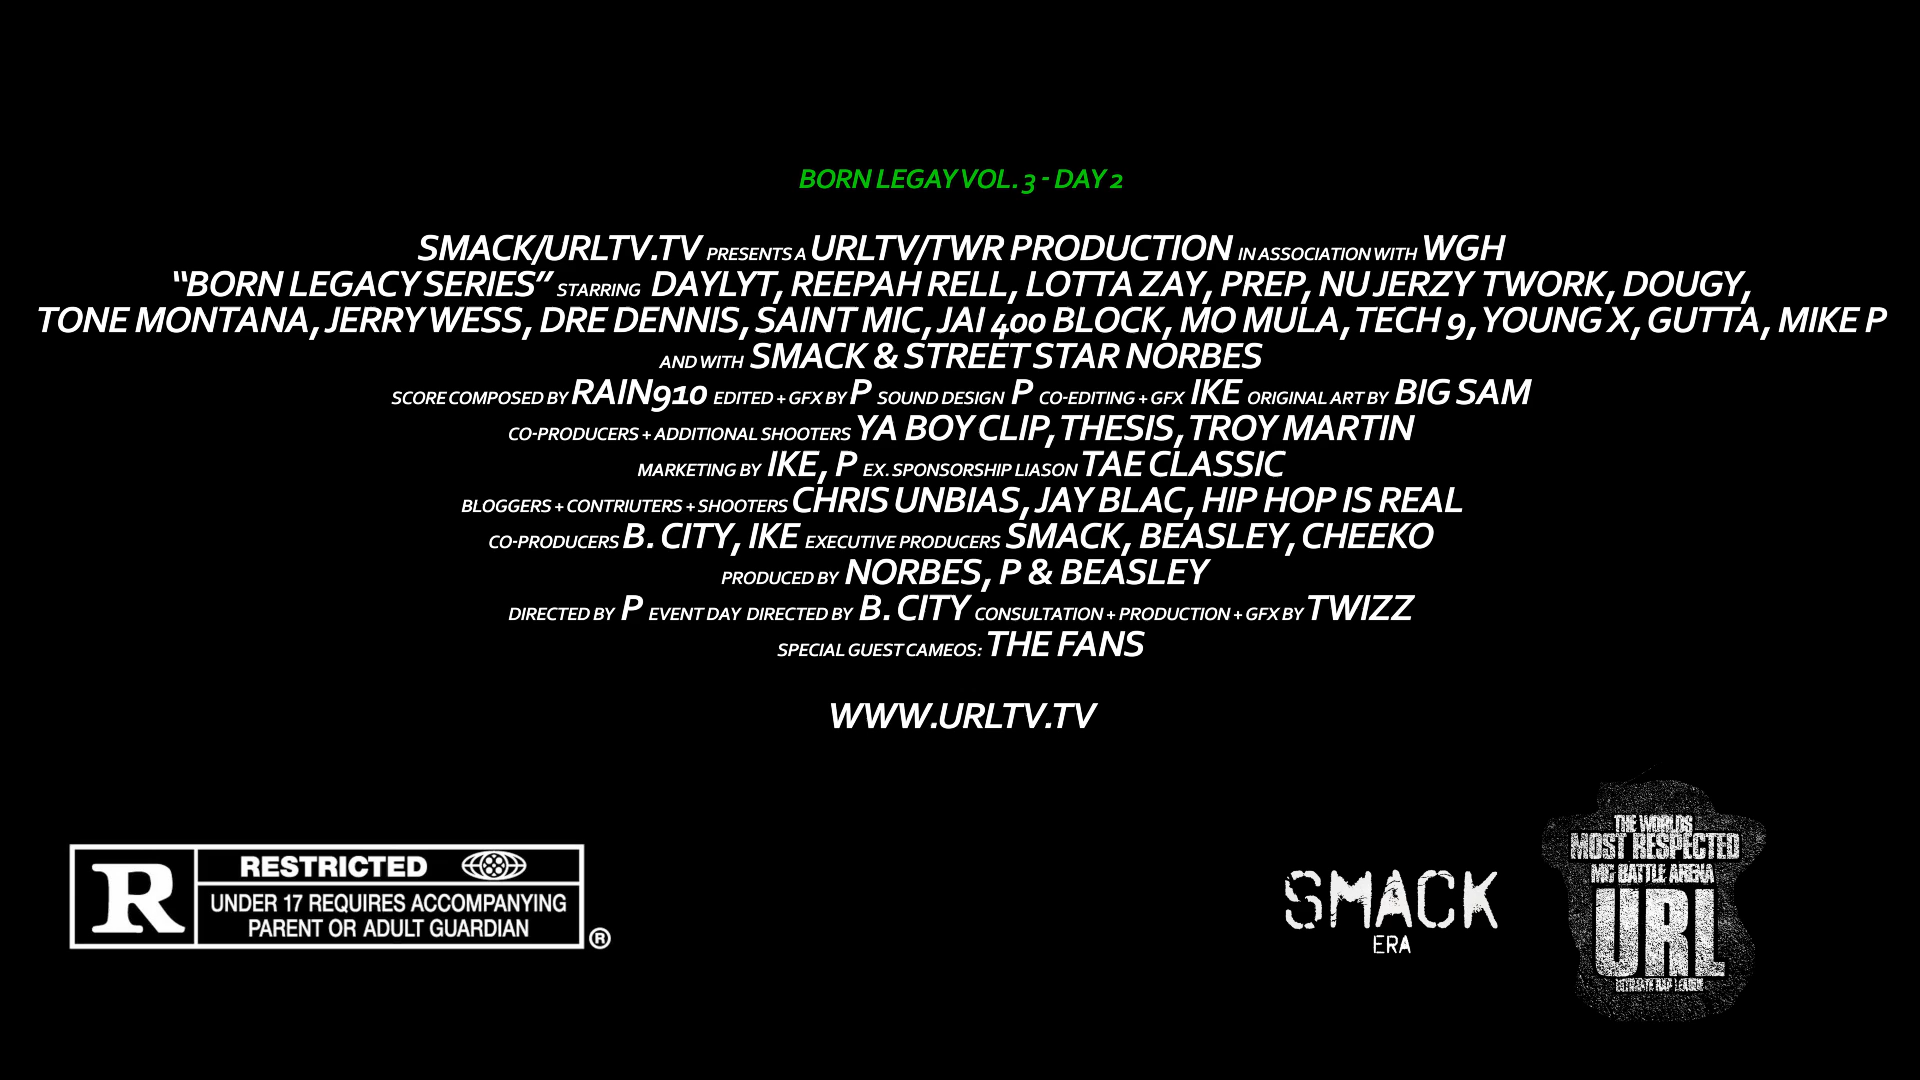 BORN LEGAY VOL. 3 - DAY 2
SMACK/URLTV.TV PRESENTS A URLTV/TWR PRODUCTION IN ASSOCIATION WITH WGH
“BORN LEGACY SERIES” STARRING DAYLYT, REEPAH RELL, LOTTA ZAY, PREP, NU JERZY TWORK, DOUGY,
TONE MONTANA, JERRY WESS, DRE DENNIS, SAINT MIC, JAI 400 BLOCK, MO MULA, TECH 9, YOUNG X, GUTTA, MIKE P
AND WITH SMACK & STREET STAR NORBES
SCORE COMPOSED BY RAIN910 EDITED + GFX BY P SOUND DESIGN P CO-EDITING + GFX IKE ORIGINAL ART BY BIG SAM
CO-PRODUCERS + ADDITIONAL SHOOTERS YA BOY CLIP, THESIS, TROY MARTIN
MARKETING BY IKE, P EX. SPONSORSHIP LIASON TAE CLASSIC
BLOGGERS + CONTRIUTERS + SHOOTERS CHRIS UNBIAS, JAY BLAC, HIP HOP IS REAL
CO-PRODUCERS B. CITY, IKE EXECUTIVE PRODUCERS SMACK, BEASLEY, CHEEKO
PRODUCED BY NORBES, P & BEASLEY
DIRECTED BY P EVENT DAY DIRECTED BY B. CITY CONSULTATION + PRODUCTION + GFX BY TWIZZ
SPECIAL GUEST CAMEOS: THE FANS
WWW.URLTV.TV
R
RESTRICTED
UNDER 17 REQUIRES ACCOMPANYING
PARENT OR ADULT GUARDIAN
®
SMACK
ERA
THE WORLDS
MOST RESPECTED
MC BATTLE ARENA
URL
ULTIMATE RAP LEAGUE